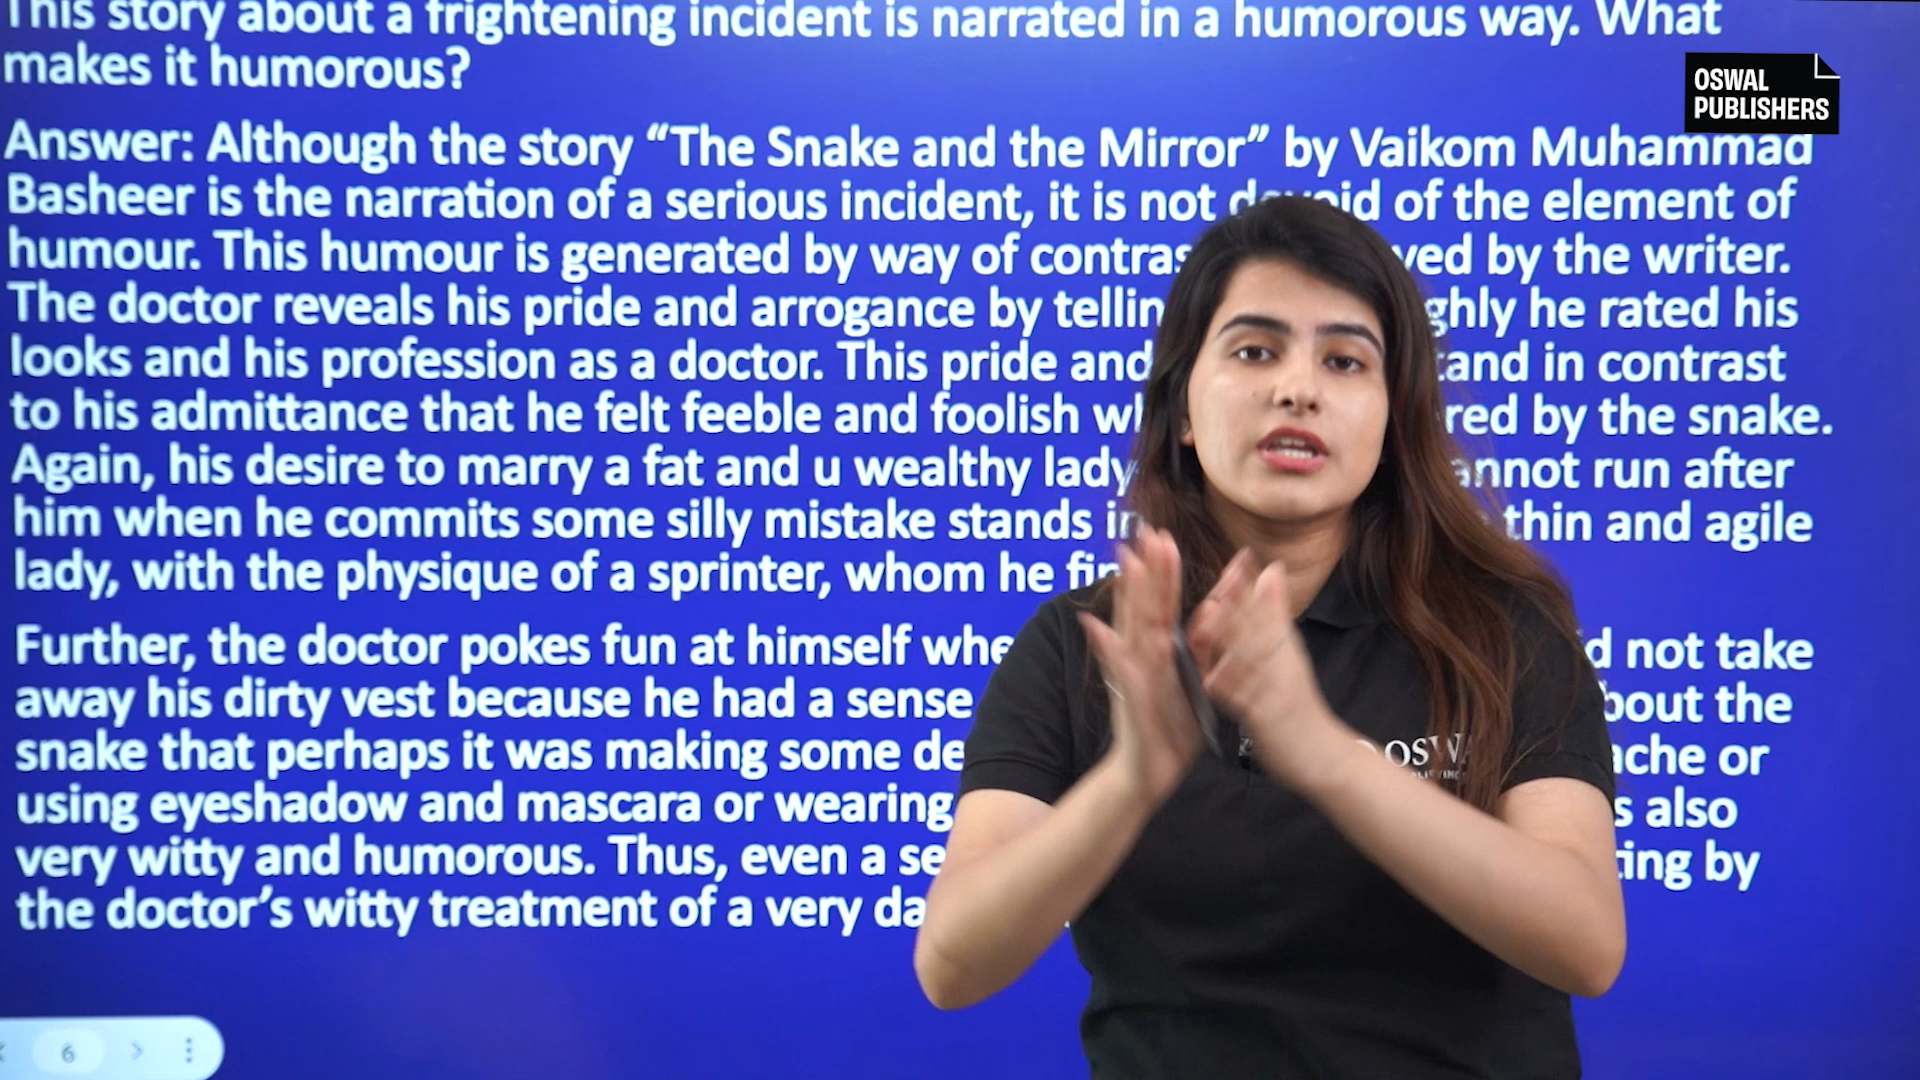 This story about a frightening incident is narrated in a humorous way. What
makes it humorous?
OSWAL
PUBLISHERS
Answer: Although the story “The Snake and the Mirror” by Vaikom Muhammad
Basheer is the narration of a serious incident, it is not of the element of
humour. This humour is generated by way of by the writer.
The doctor reveals his pride and arrogance by he rated his
looks and his profession as a doctor. This pride and in contrast
to his admittance that he felt feeble and foolish by the snake.
Again, his desire to marry a fat and u wealthy lady run after
him when he commits some silly mistake stands thin and agile
lady, with the physique of a sprinter, whom he
Further, the doctor pokes fun at himself not take
away his dirty vest because he had a sense the
snake that perhaps it was making some or
using eyeshadow and mascara or wearing also
very witty and humorous. Thus, even a by
the doctor’s witty treatment of a very
6